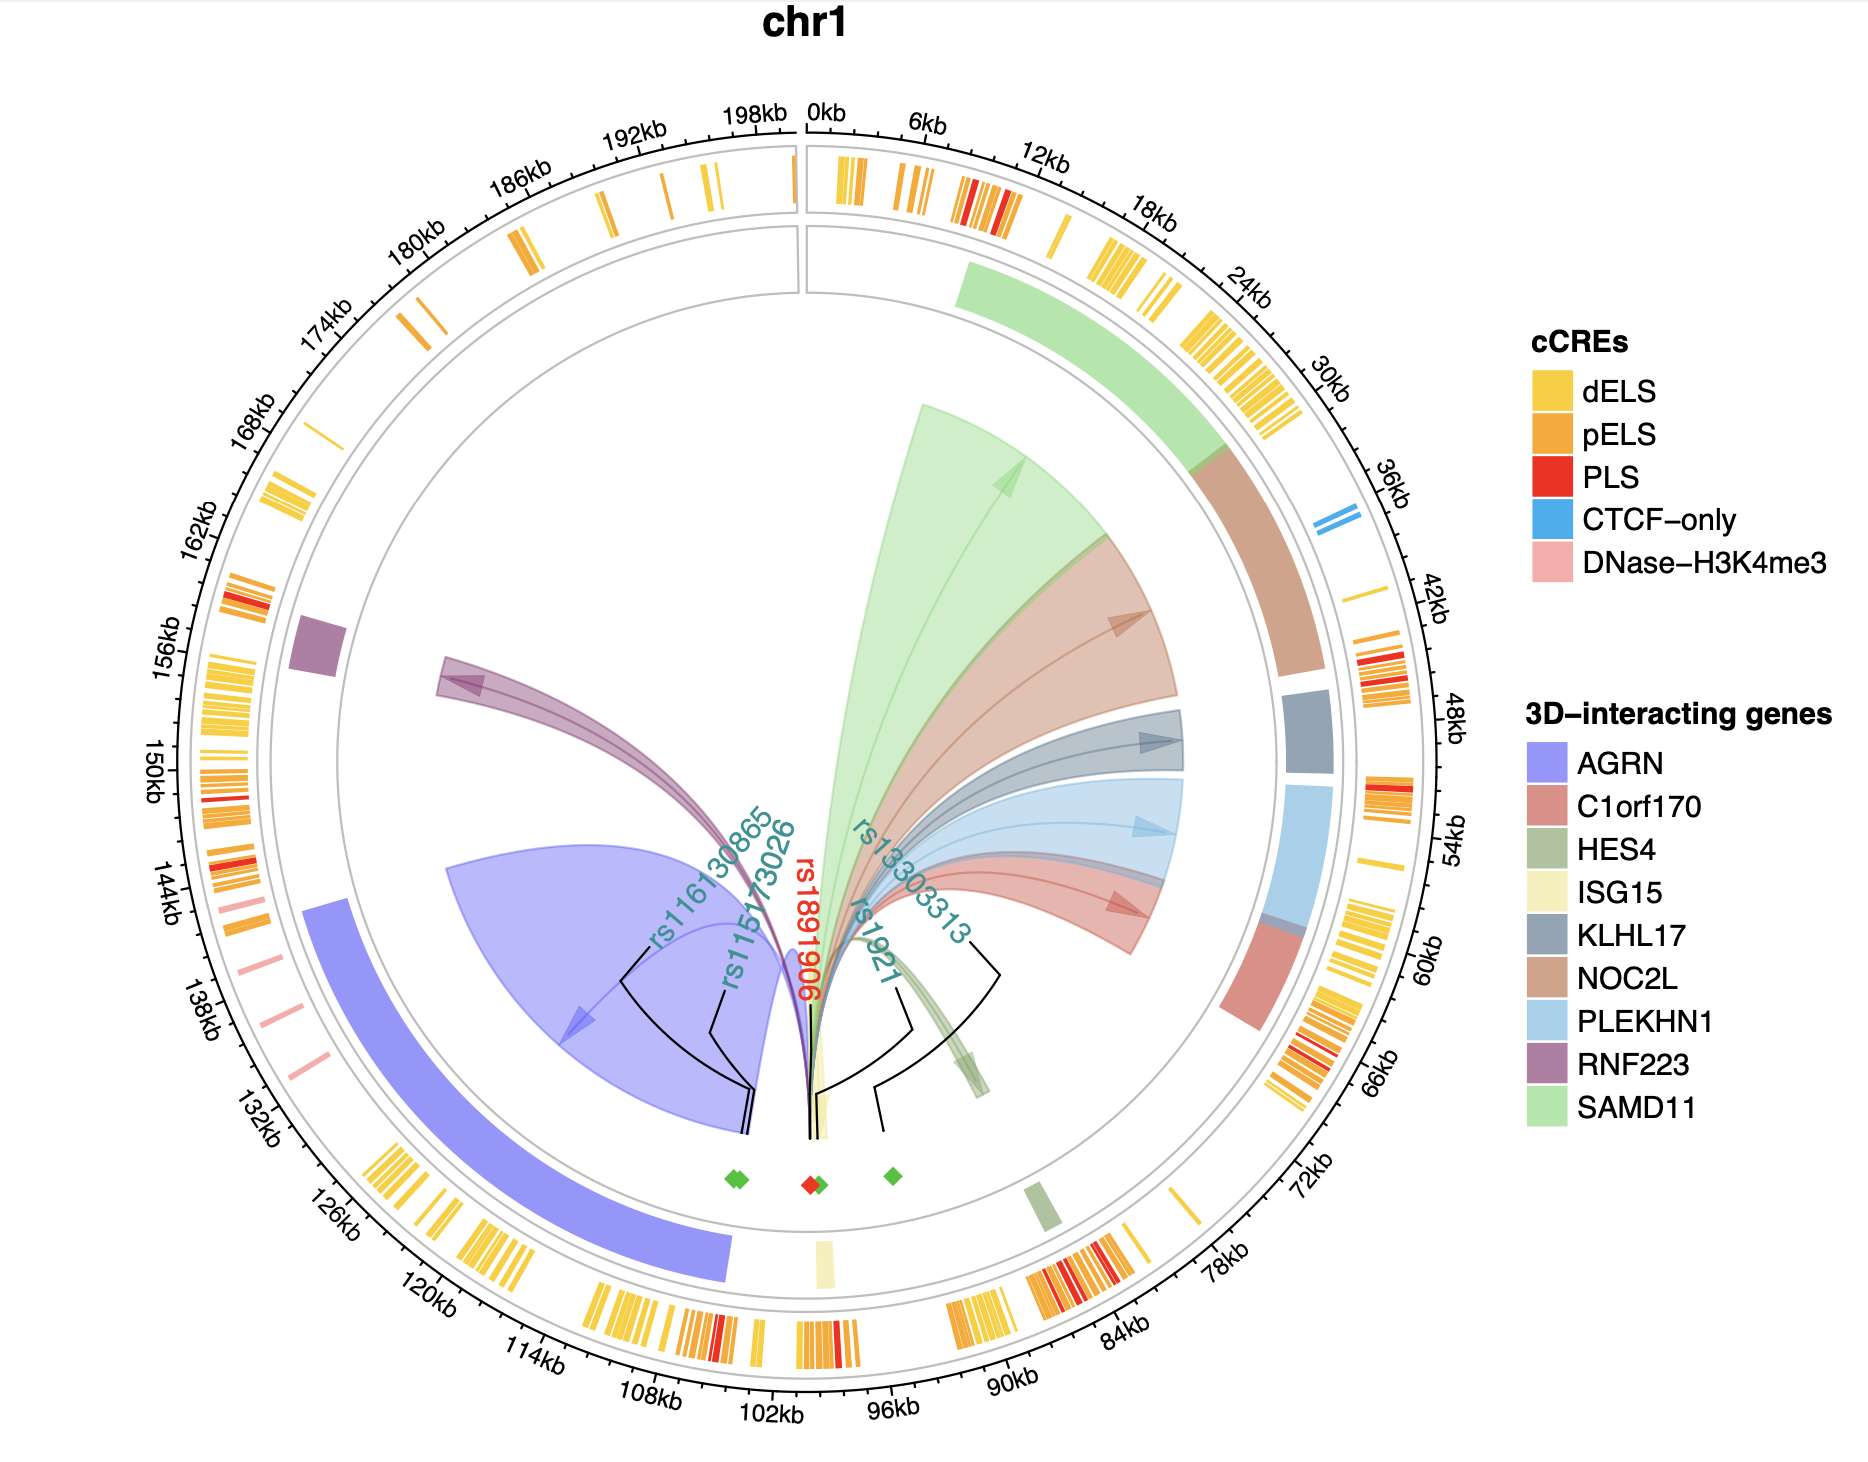 chr1
0kb
6kb
12kb
18kb
24kb
30kb
36kb
42kb
48kb
54kb
60kb
66kb
72kb
78kb
84kb
90kb
96kb
102kb
108kb
114kb
120kb
126kb
132kb
138kb
144kb
150kb
156kb
162kb
168kb
174kb
180kb
186kb
192kb
198kb
rs116130865
rs115173026
rs1891906
rs1921
rs13303313
cCREs
dELS
pELS
PLS
CTCF−only
DNase−H3K4me3
3D−interacting genes
AGRN
C1orf170
HES4
ISG15
KLHL17
NOC2L
PLEKHN1
RNF223
SAMD11